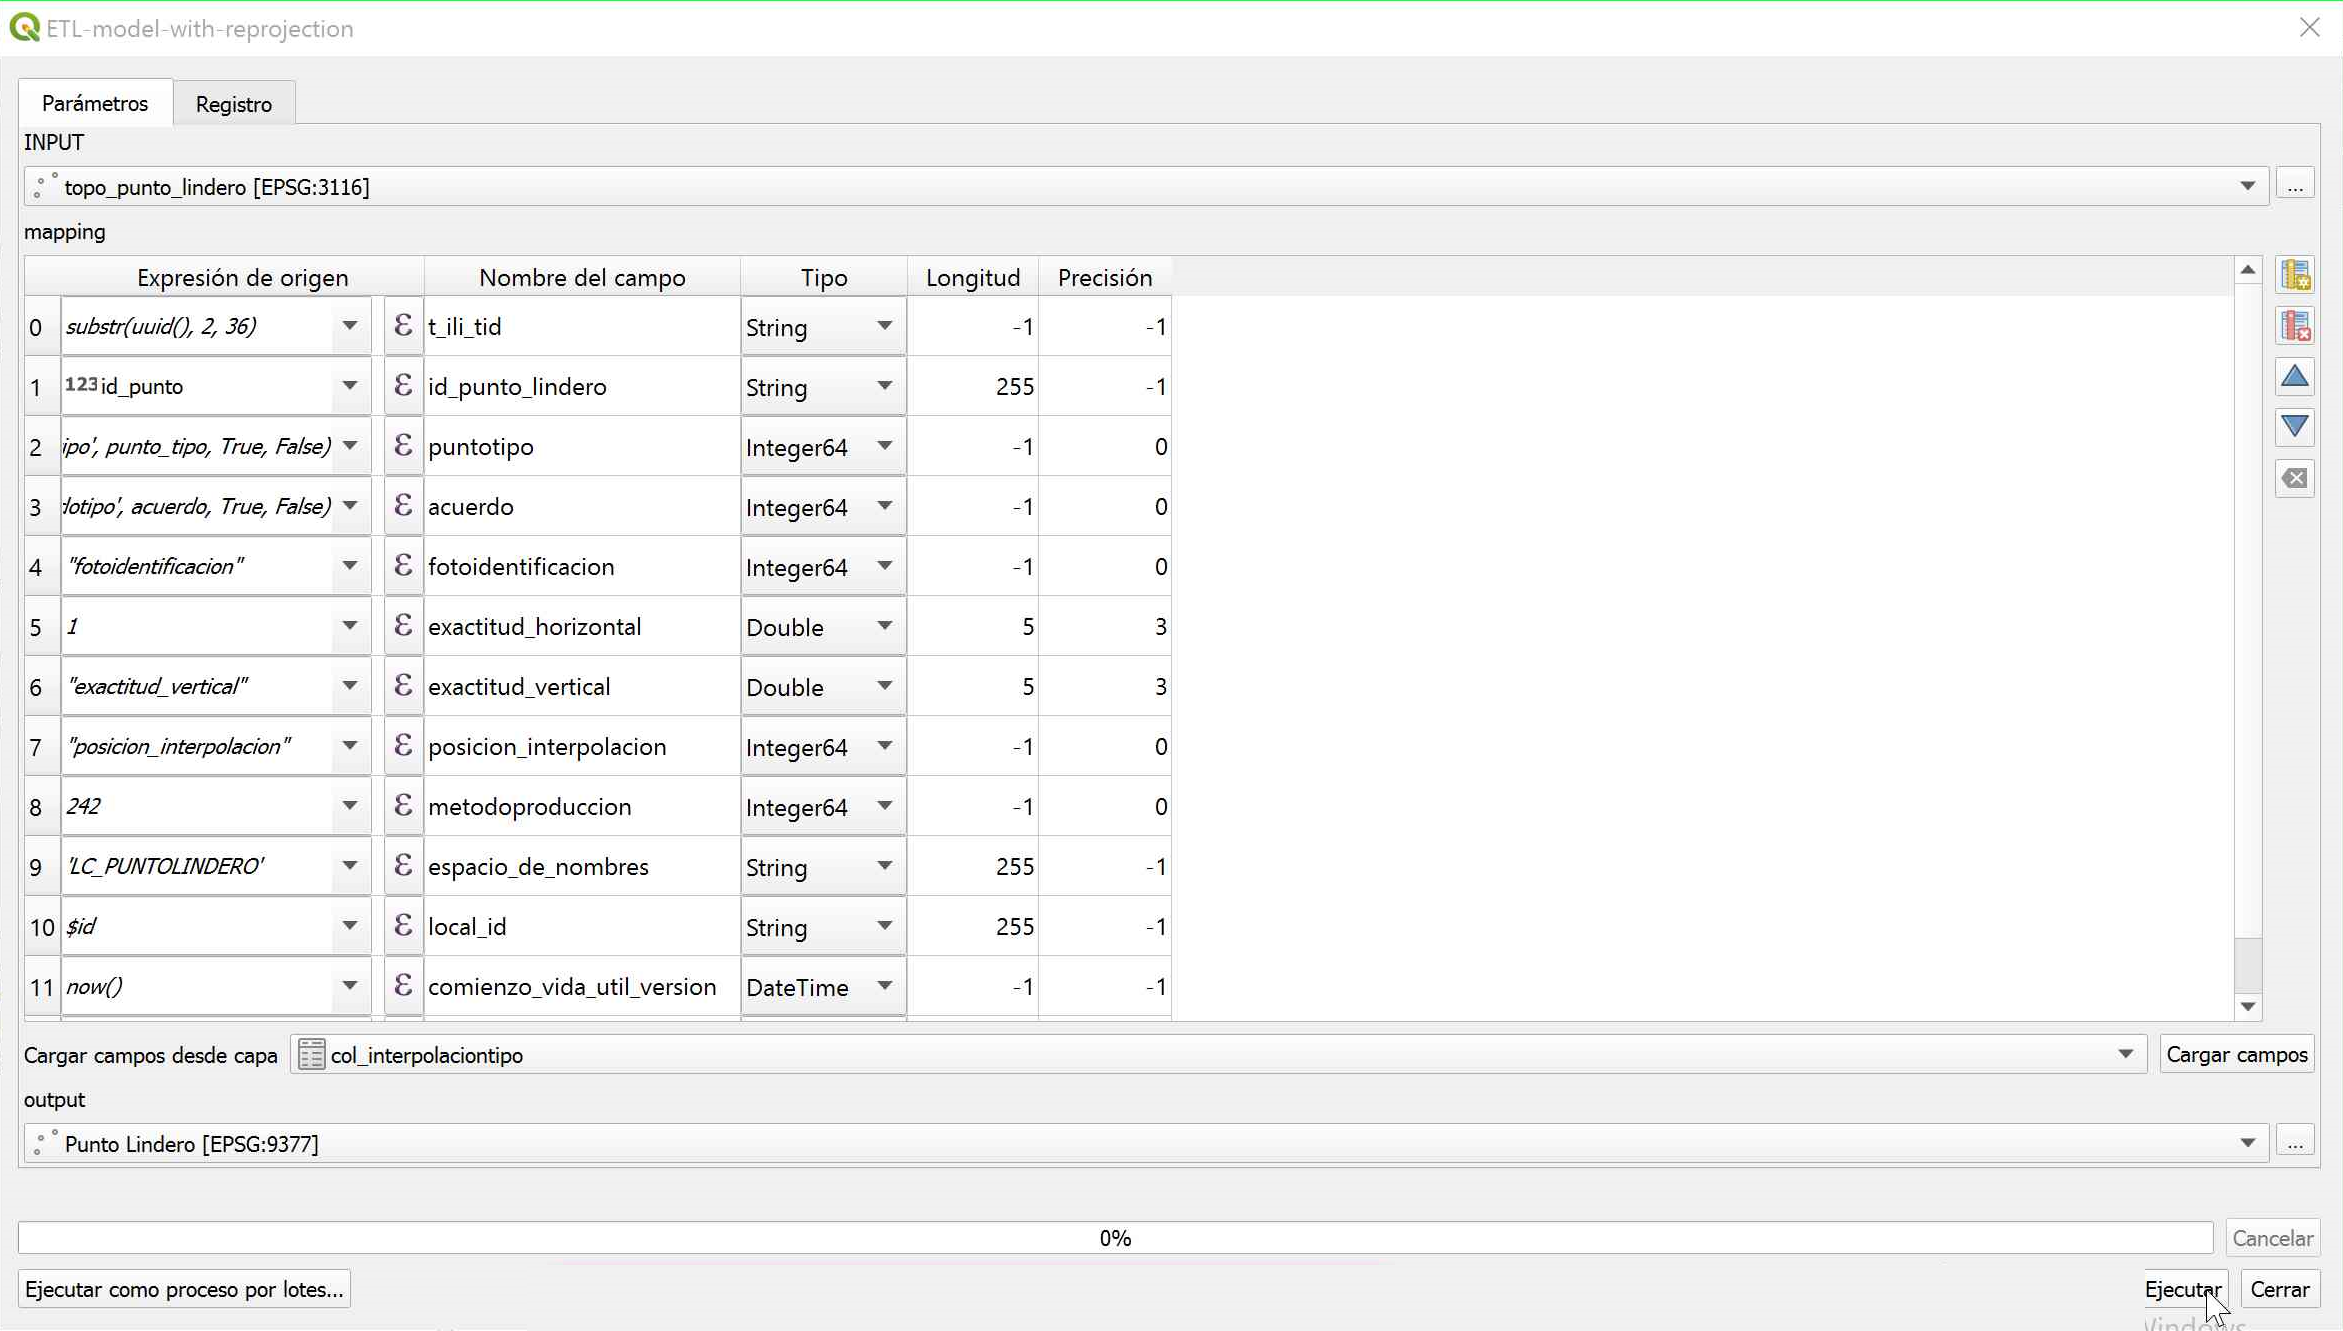 ETL-model-with-reprojection
Parámetros Registro
INPUT
topo_punto_lindero [EPSG:3116] ...
mapping
Expresión de origen Nombre del campo Tipo Longitud Precisión
0 substr(uuid(), 2, 36) ε t_ili_tid String -1 -1
1 123 id_punto ε id_punto_lindero String 255 -1
2 ipo', punto_tipo, True, False) ε puntotipo Integer64 -1 0
3 dotipo', acuerdo, True, False) ε acuerdo Integer64 -1 0
4 "fotoidentificacion" ε fotoidentificacion Integer64 -1 0
5 1 ε exactitud_horizontal Double 5 3
6 "exactitud_vertical" ε exactitud_vertical Double 5 3
7 "posicion_interpolacion" ε posicion_interpolacion Integer64 -1 0
8 242 ε metodoproduccion Integer64 -1 0
9 'LC_PUNTOLINDERO' ε espacio_de_nombres String 255 -1
10 $id ε local_id String 255 -1
11 now() ε comienzo_vida_util_version DateTime -1 -1
Cargar campos desde capa col_interpolaciontipo Cargar campos
output
Punto Lindero [EPSG:9377] ...
0% Cancelar
Ejecutar como proceso por lotes... Ejecutar Cerrar
Windows